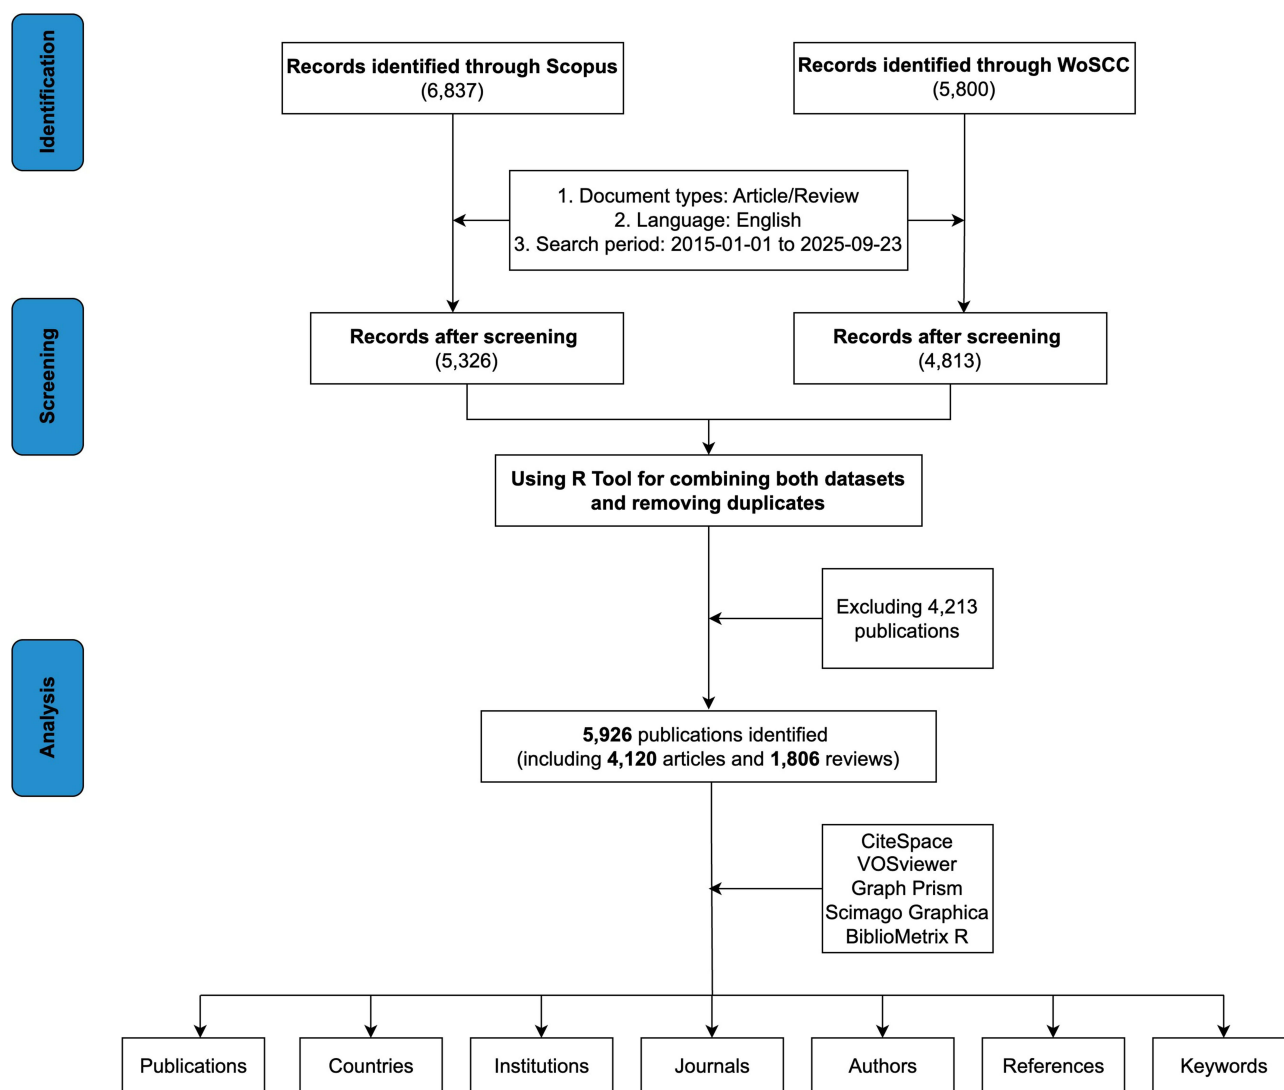 Identification
Records identified through Scopus
(6,837)
Records identified through WoSCC
(5,800)
1. Document types: Article/Review
2. Language: English
3. Search period: 2015-01-01 to 2025-09-23
Screening
Records after screening
(5,326)
Records after screening
(4,813)
Using R Tool for combining both datasets
and removing duplicates
Excluding 4,213
publications
Analysis
5,926 publications identified
(including 4,120 articles and 1,806 reviews)
CiteSpace
VOSviewer
Graph Prism
Scimago Graphica
BiblioMetrix R
Publications
Countries
Institutions
Journals
Authors
References
Keywords